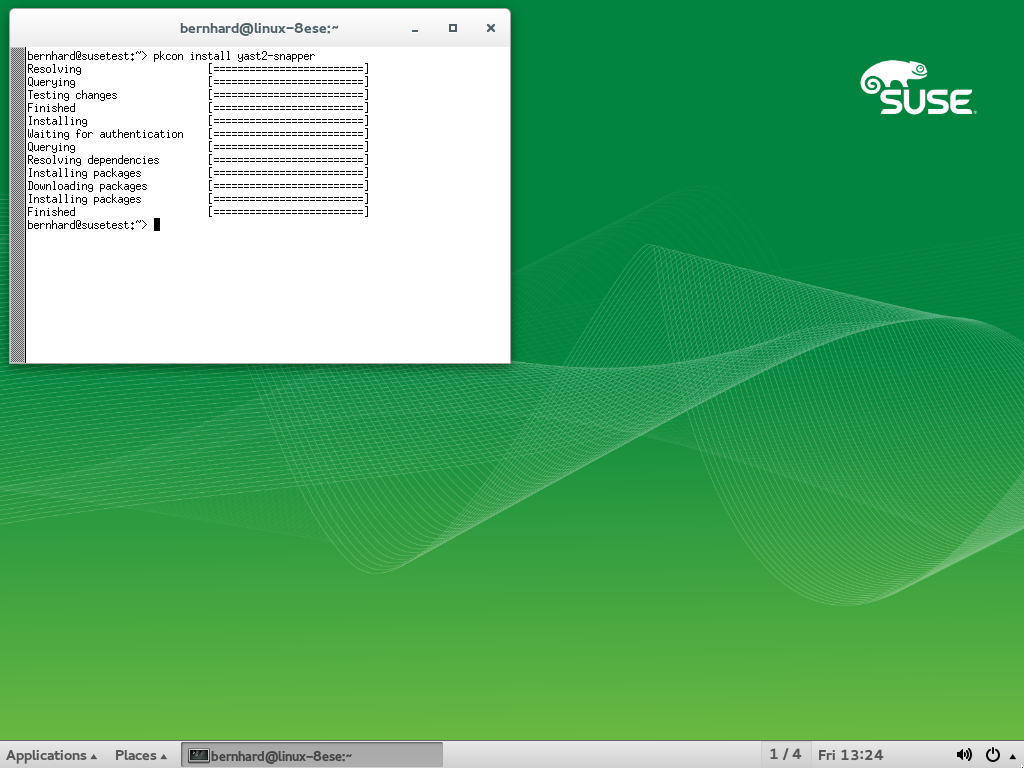 bernhard@linux-8ese:~
bernhard@susetest:~> pkcon install yast2-snapper
Resolving [=========================]
Querying [=========================]
Testing changes [=========================]
Finished [=========================]
Installing [=========================]
Waiting for authentication [=========================]
Querying [=========================]
Resolving dependencies [=========================]
Installing packages [=========================]
Downloading packages [=========================]
Installing packages [=========================]
Finished [=========================]
bernhard@susetest:~>
SUSE
Applications Places bernhard@linux-8ese:~ 1 / 4 Fri 13:24